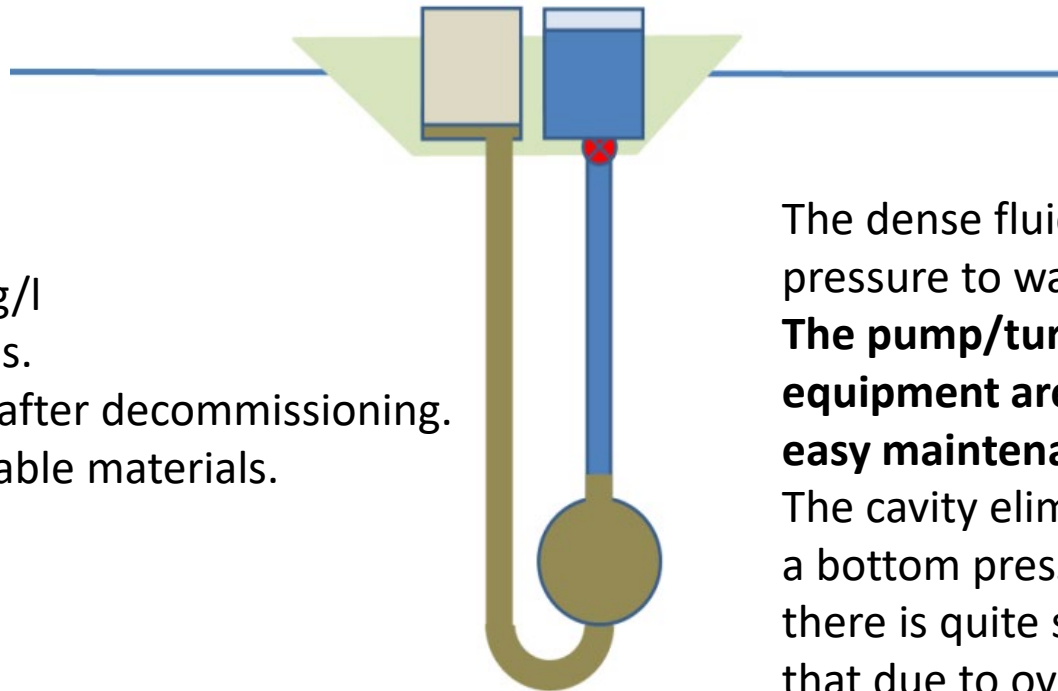 g/l
s.
after decommissioning.
able materials.
The dense flui
pressure to wa
The pump/tur
equipment are
easy maintena
The cavity elim
a bottom pres
there is quite s
that due to ov